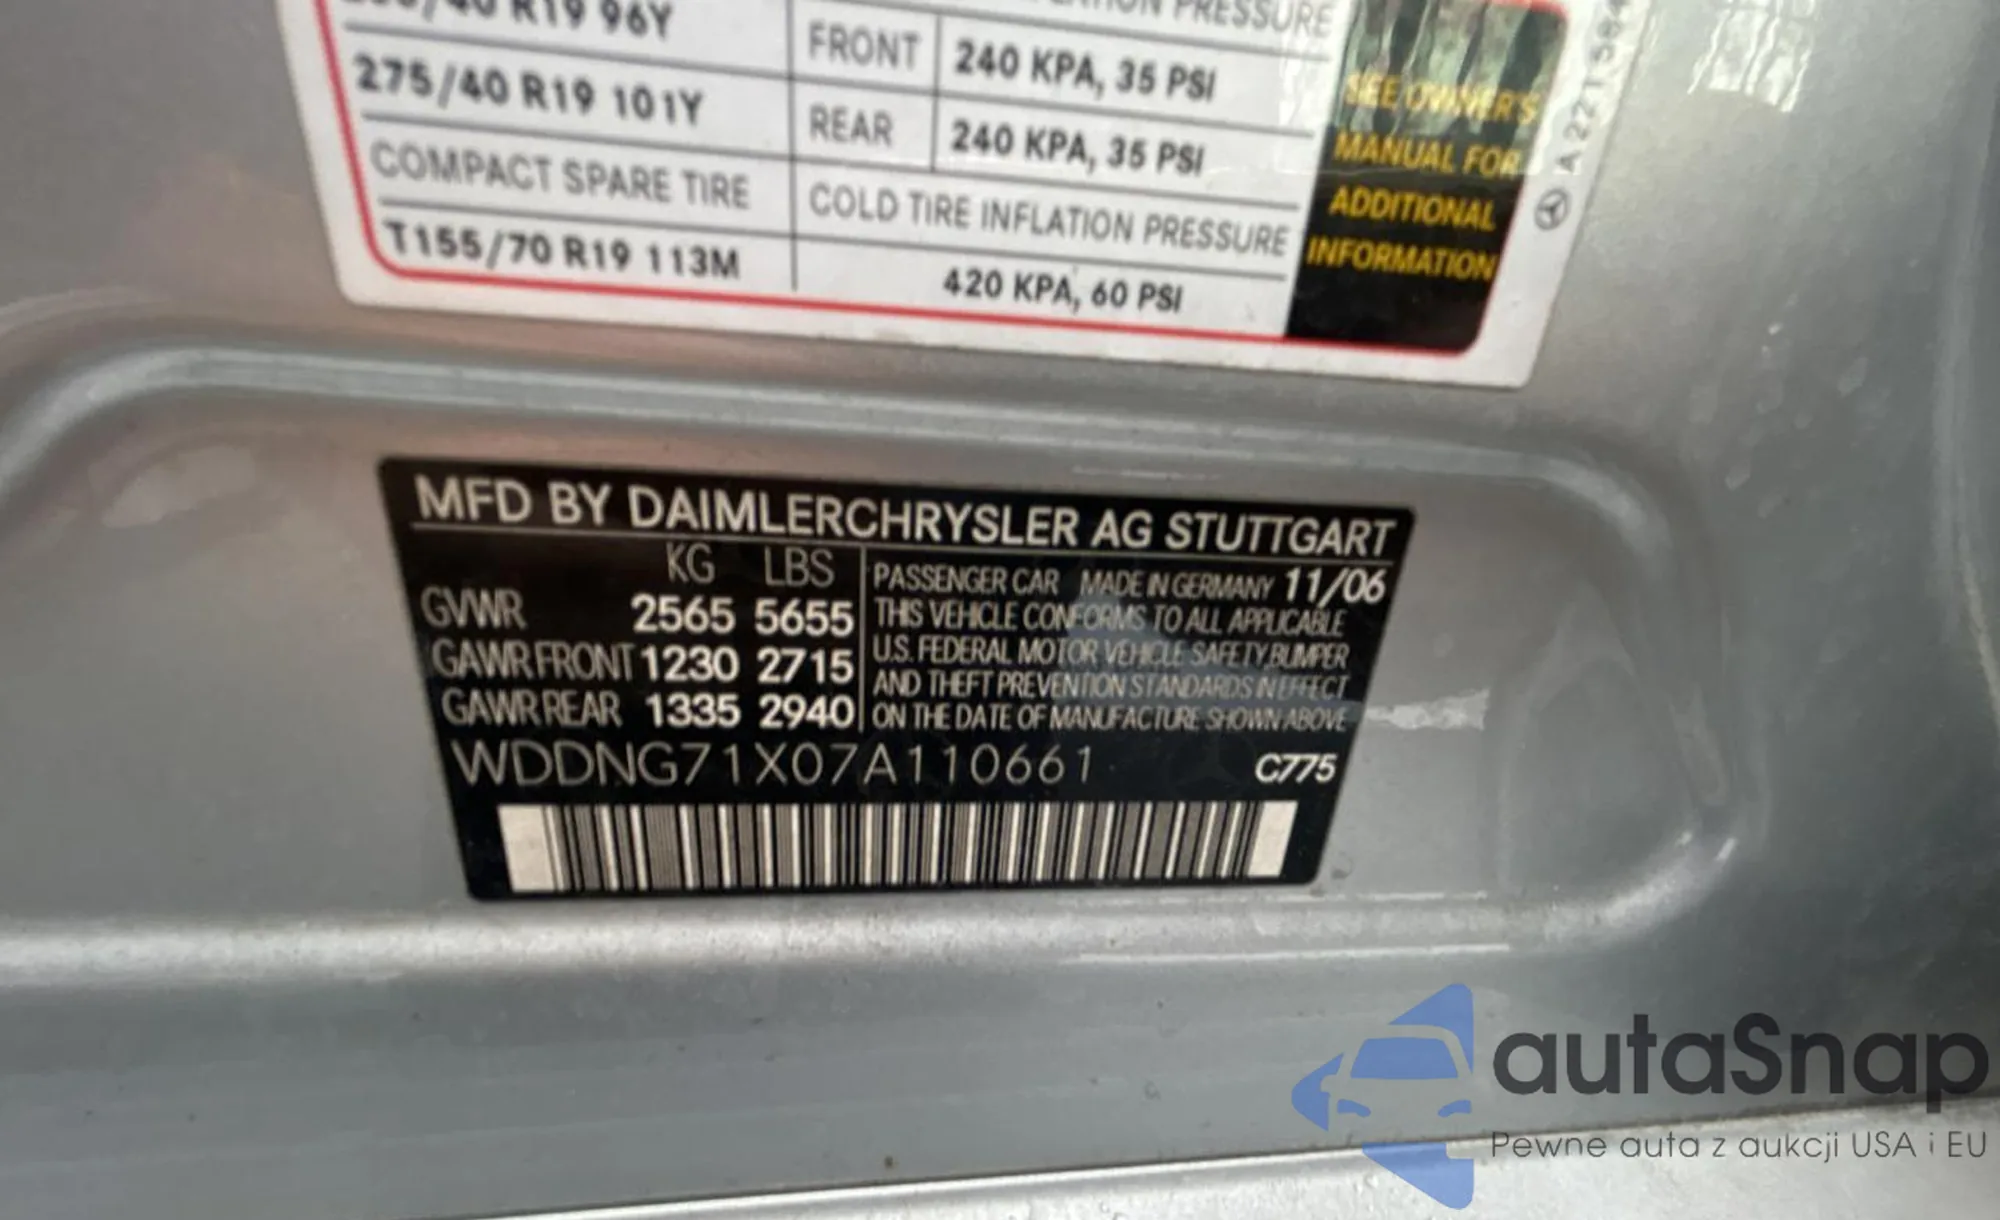 /40 R19 96Y
FRONT 240 KPA, 35 PSI
275/40 R19 101Y
REAR 240 KPA, 35 PSI
COMPACT SPARE TIRE
COLD TIRE INFLATION PRESSURE
T155/70 R19 113M
420 KPA, 60 PSI
PRESSURE
SEE OWNER'S
MANUAL FOR
ADDITIONAL
INFORMATION
A 221 584
MFD BY DAIMLERCHRYSLER AG STUTTGART
KG LBS
GVWR 2565 5655
GAWR FRONT 1230 2715
GAWR REAR 1335 2940
PASSENGER CAR MADE IN GERMANY 11/06
THIS VEHICLE CONFORMS TO ALL APPLICABLE
U.S. FEDERAL MOTOR VEHICLE SAFETY, BUMPER
AND THEFT PREVENTION STANDARDS IN EFFECT
ON THE DATE OF MANUFACTURE SHOWN ABOVE
WDDNG71X07A110661 C775
autaSnap
Pewne auta z aukcji USA i EU